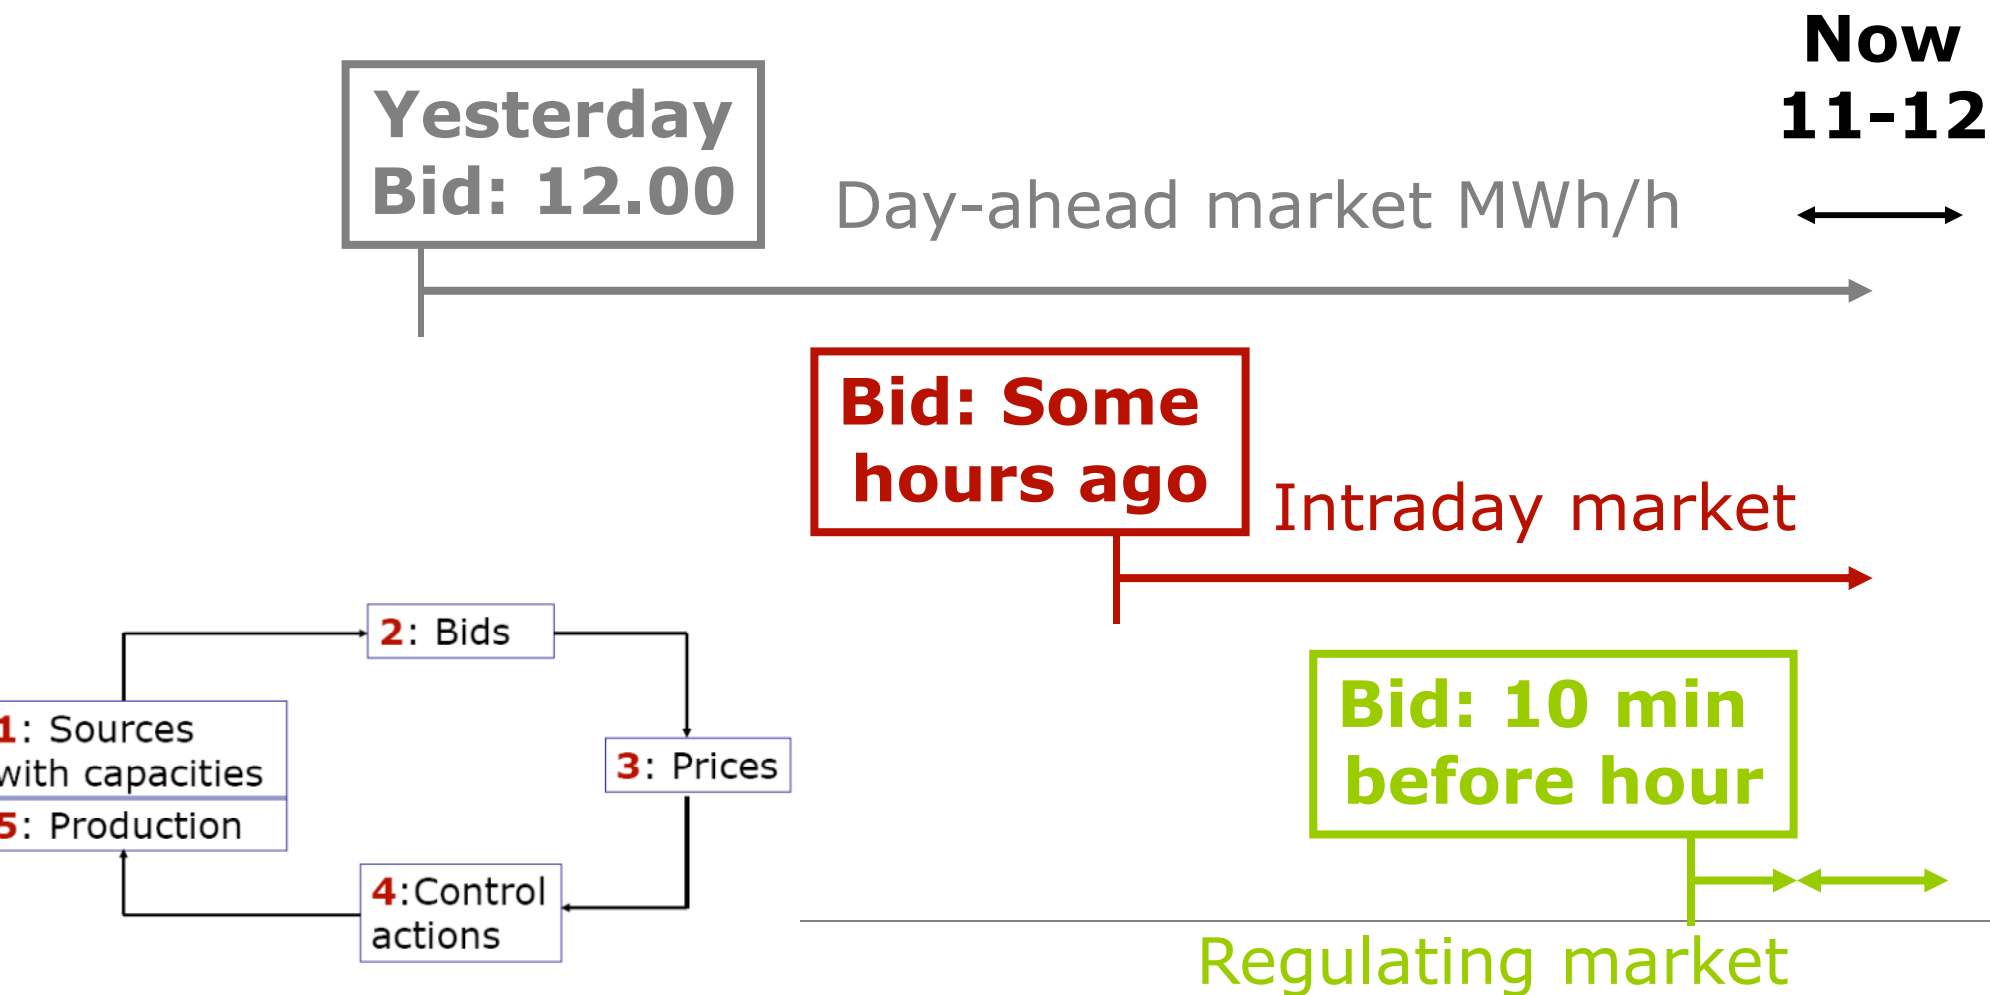 Now
11-12
Yesterday
Bid: 12.00
Day-ahead market MWh/h
Bid: Some
hours ago
Intraday market
2: Bids
1: Sources
with capacities
3: Prices
5: Production
4:Control
actions
Bid: 10 min
before hour
Regulating market